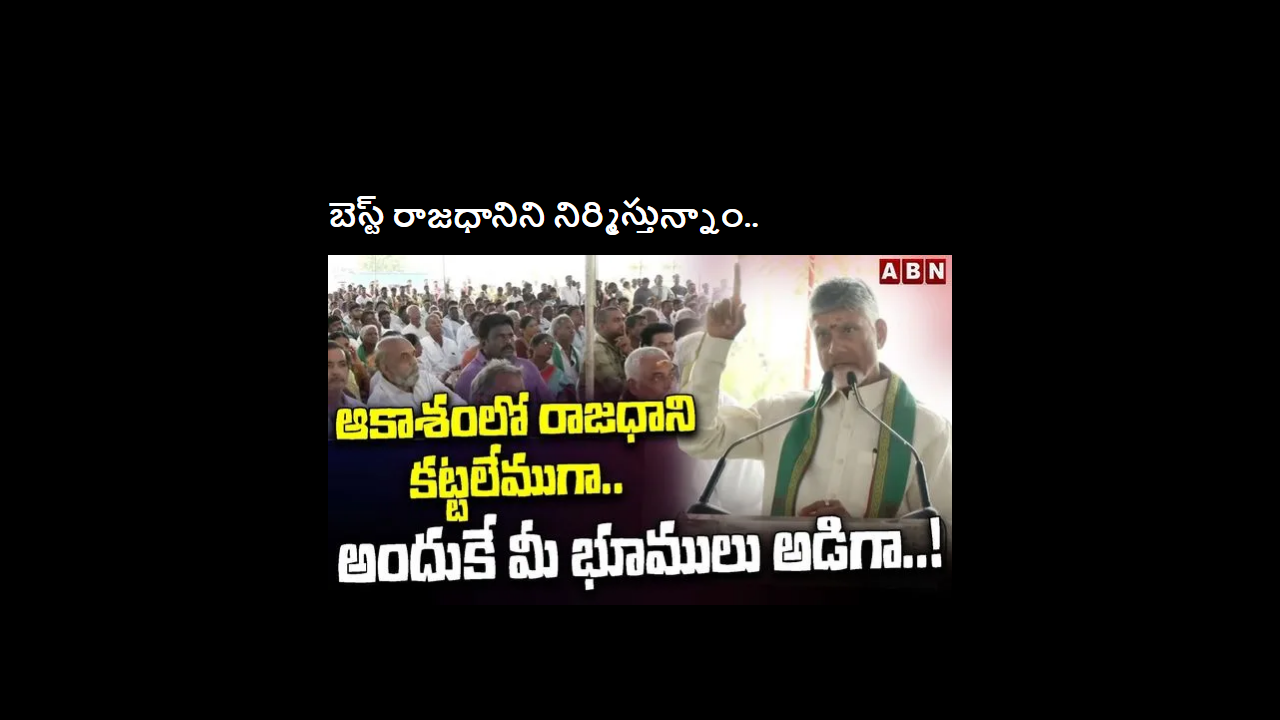 బెస్ట్ రాజధానిని నిర్మిస్తున్నాం..
ABN
ఆకాశంలో రాజధాని
కట్టలేముగా..
అందుకే మీ భూములు అడిగా..!